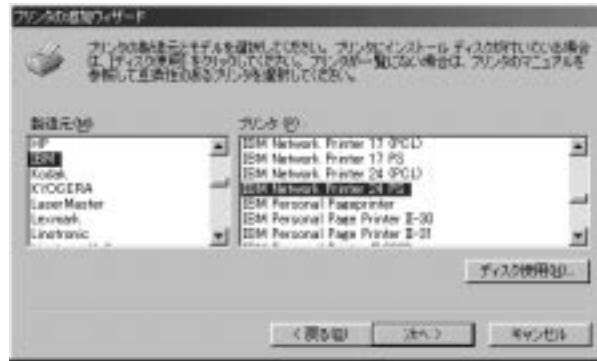 プリンタの追加ウィザード
プリンタの製造元とモデルを選択してください。プリンタにインストール ディスクが付いている場合
は、[ディスク使用] をクリックしてください。プリンタが一覧にない場合は、プリンタのマニュアルを
参照して互換性のあるプリンタを選択してください。
製造元(M)
プリンタ(P)
HP
IBM
Kodak
KYOCERA
LaserMaster
Lexmark
Linotronic
IBM Network Printer 17 (PCL)
IBM Network Printer 17 PS
IBM Network Printer 24 (PCL)
IBM Network Printer 24 PS
IBM Personal Pageprinter
IBM Personal Page Printer II-30
IBM Personal Page Printer II-31
ディスク使用(H)...
< 戻る(B)
次へ >
キャンセル